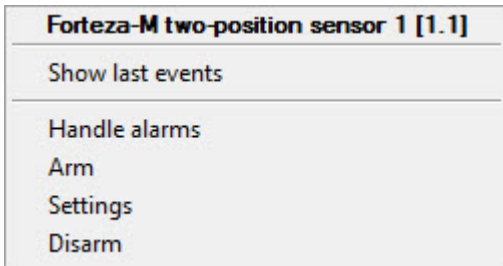 Forteza-M two-position sensor 1 [1.1]
Show last events
Handle alarms
Arm
Settings
Disarm